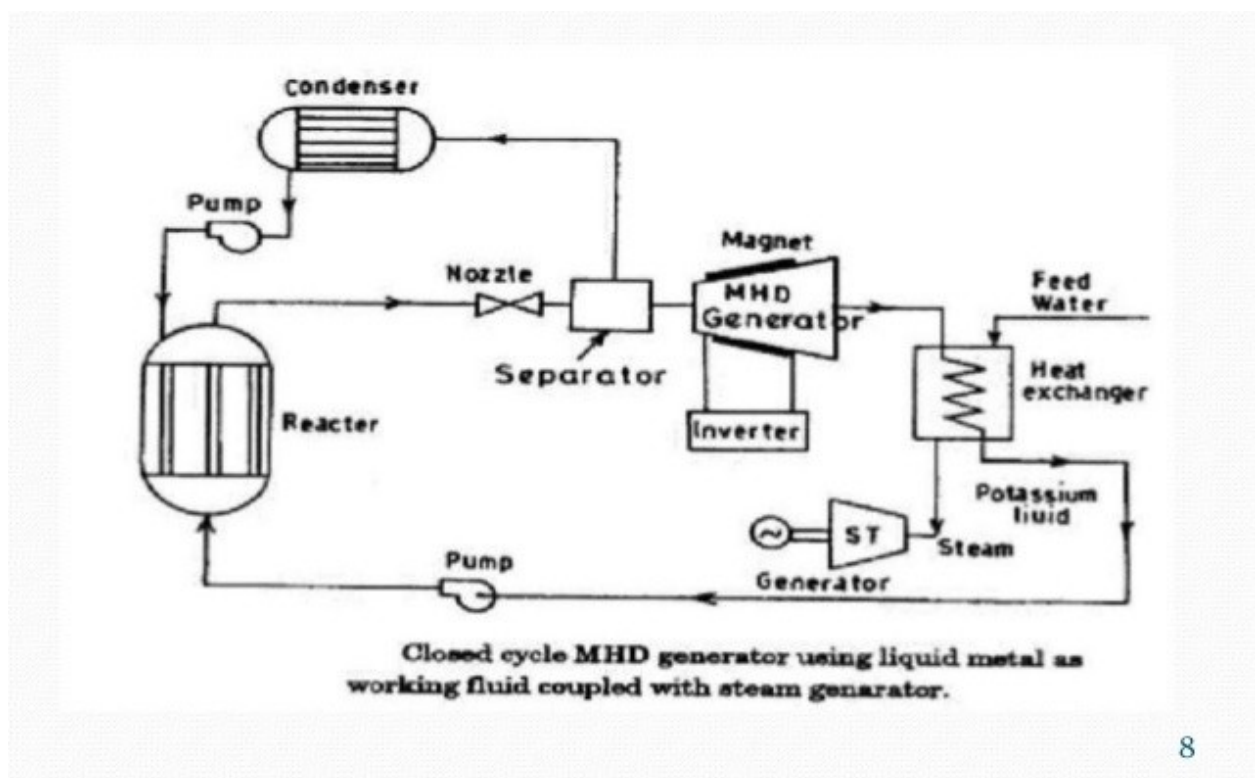 Condenser
Pump
Magnet
Nozzle
MHD
Generator
Feed
Water
Separator
Heat
exchanger
Reacter
Inverter
Potassium
liuid
ST
Steam
Pump
Generator
~
Closed cycle MHD generator using liquid metal as
working fluid coupled with steam genarator.
8